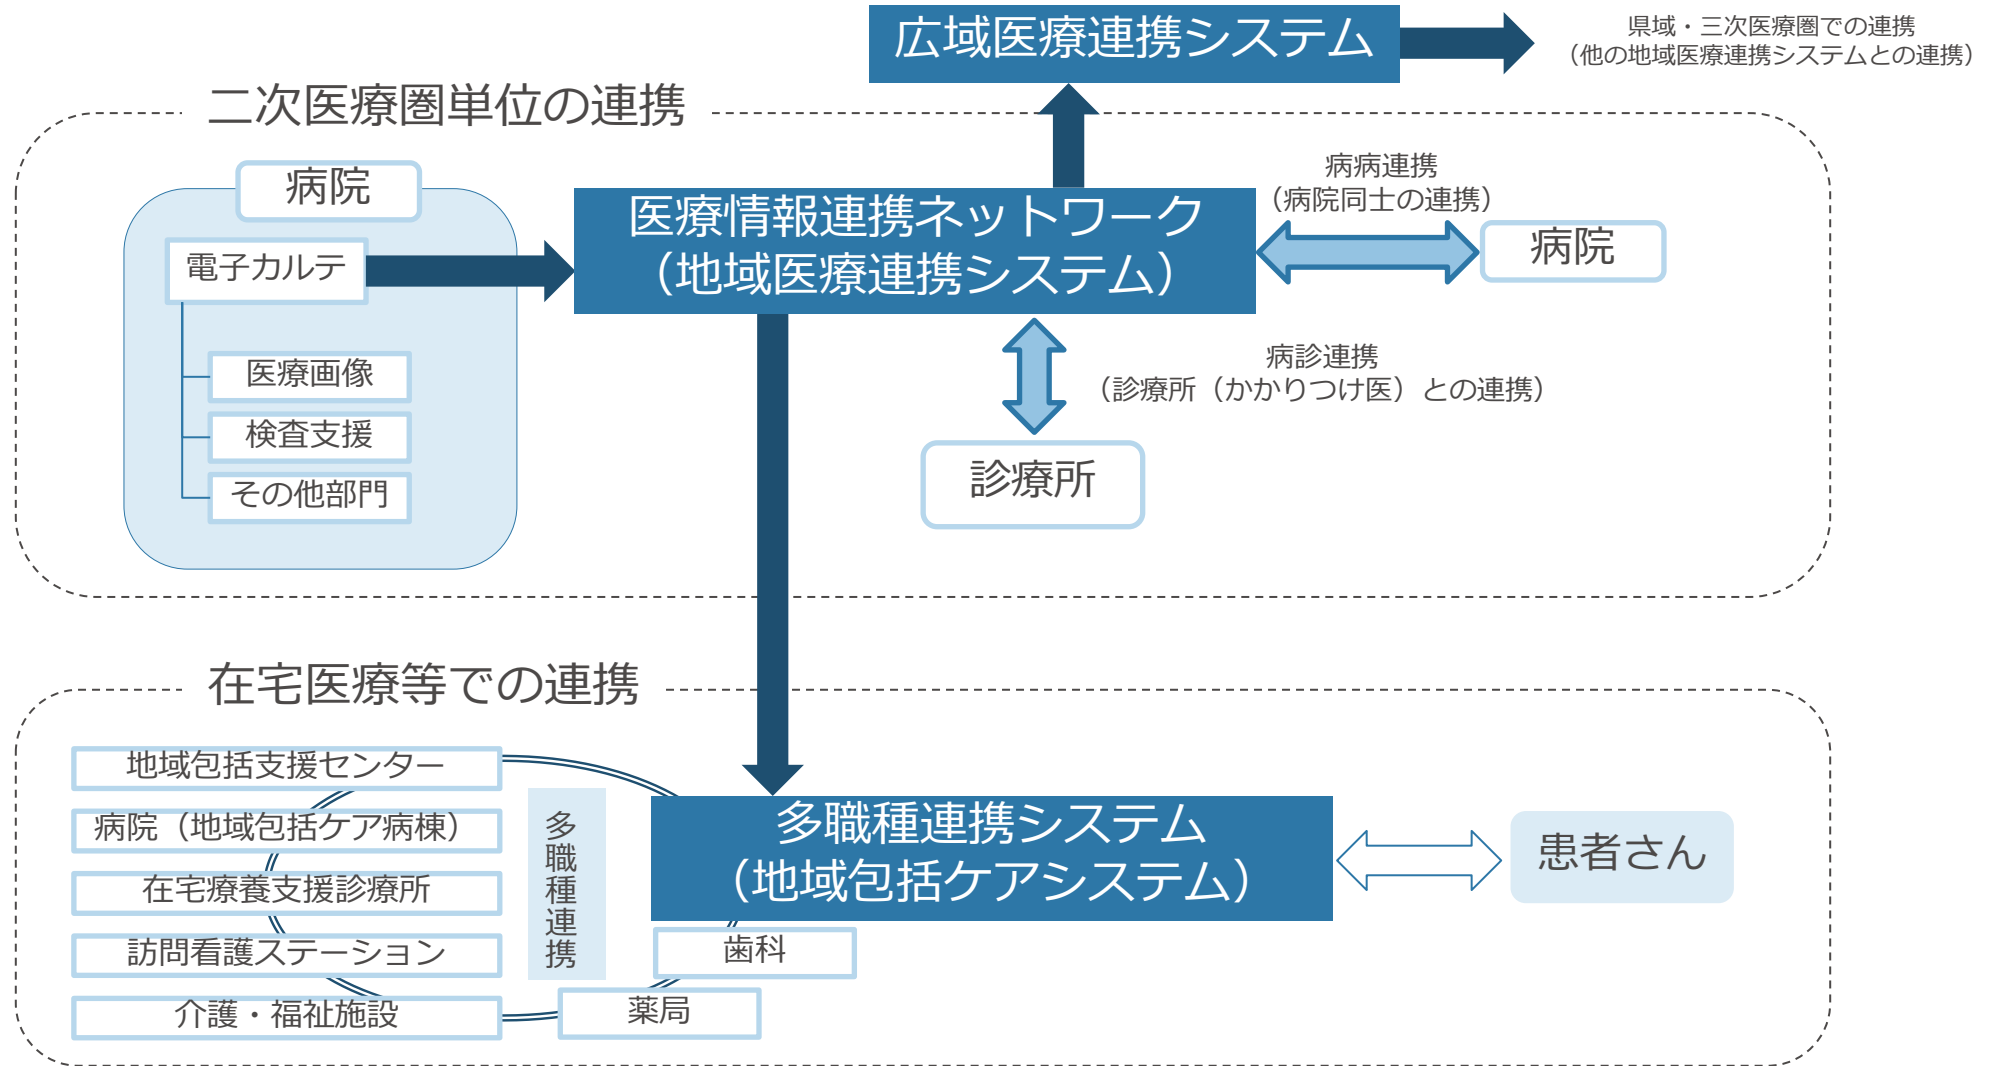 広域医療連携システム
県域・三次医療圏での連携
（他の地域医療連携システムとの連携）
二次医療圏単位の連携
病院
電子カルテ
医療画像
検査支援
その他部門
医療情報連携ネットワーク
（地域医療連携システム）
病病連携
（病院同士の連携）
病院
病診連携
（診療所（かかりつけ医）との連携）
診療所
在宅医療等での連携
地域包括支援センター
病院（地域包括ケア病棟）
在宅療養支援診療所
訪問看護ステーション
介護・福祉施設
多職種連携
多職種連携システム
（地域包括ケアシステム）
歯科
薬局
患者さん